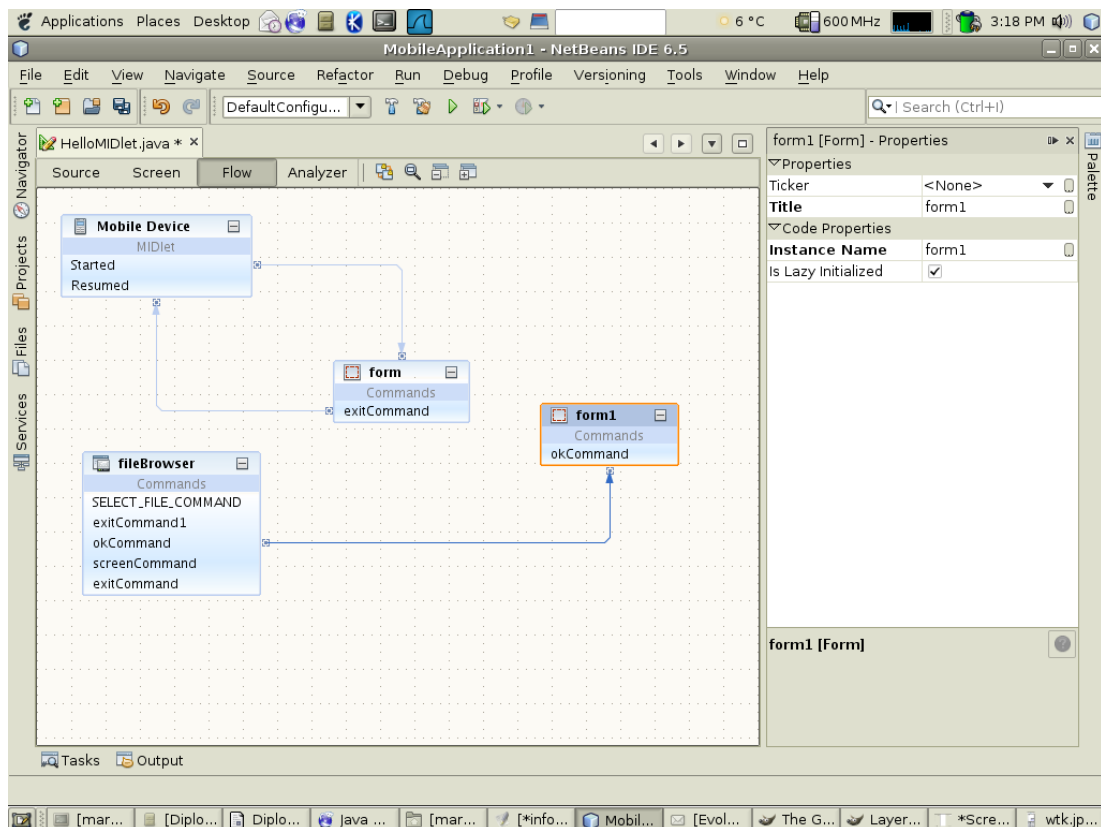 Applications Places Desktop 6 °C 600 MHz 3:18 PM
MobileApplication1 - NetBeans IDE 6.5
File Edit View Navigate Source Refactor Run Debug Profile Versioning Tools Window Help
DefaultConfigu... Search (Ctrl+I)
Navigator
Projects
Files
Services
HelloMIDlet.java *
Source Screen Flow Analyzer
Mobile Device
MIDlet
Started
Resumed
form
Commands
exitCommand
form1
Commands
okCommand
fileBrowser
Commands
SELECT_FILE_COMMAND
exitCommand1
okCommand
screenCommand
exitCommand
form1 [Form] - Properties
Properties
Ticker <None>
Title form1
Code Properties
Instance Name form1
Is Lazy Initialized
form1 [Form]
Palette
Tasks Output
[mar... [Diplo... Diplo... Java ... [mar... [*info... Mobil... [Evol... The G... Layer... *Scre... wtk.jp...